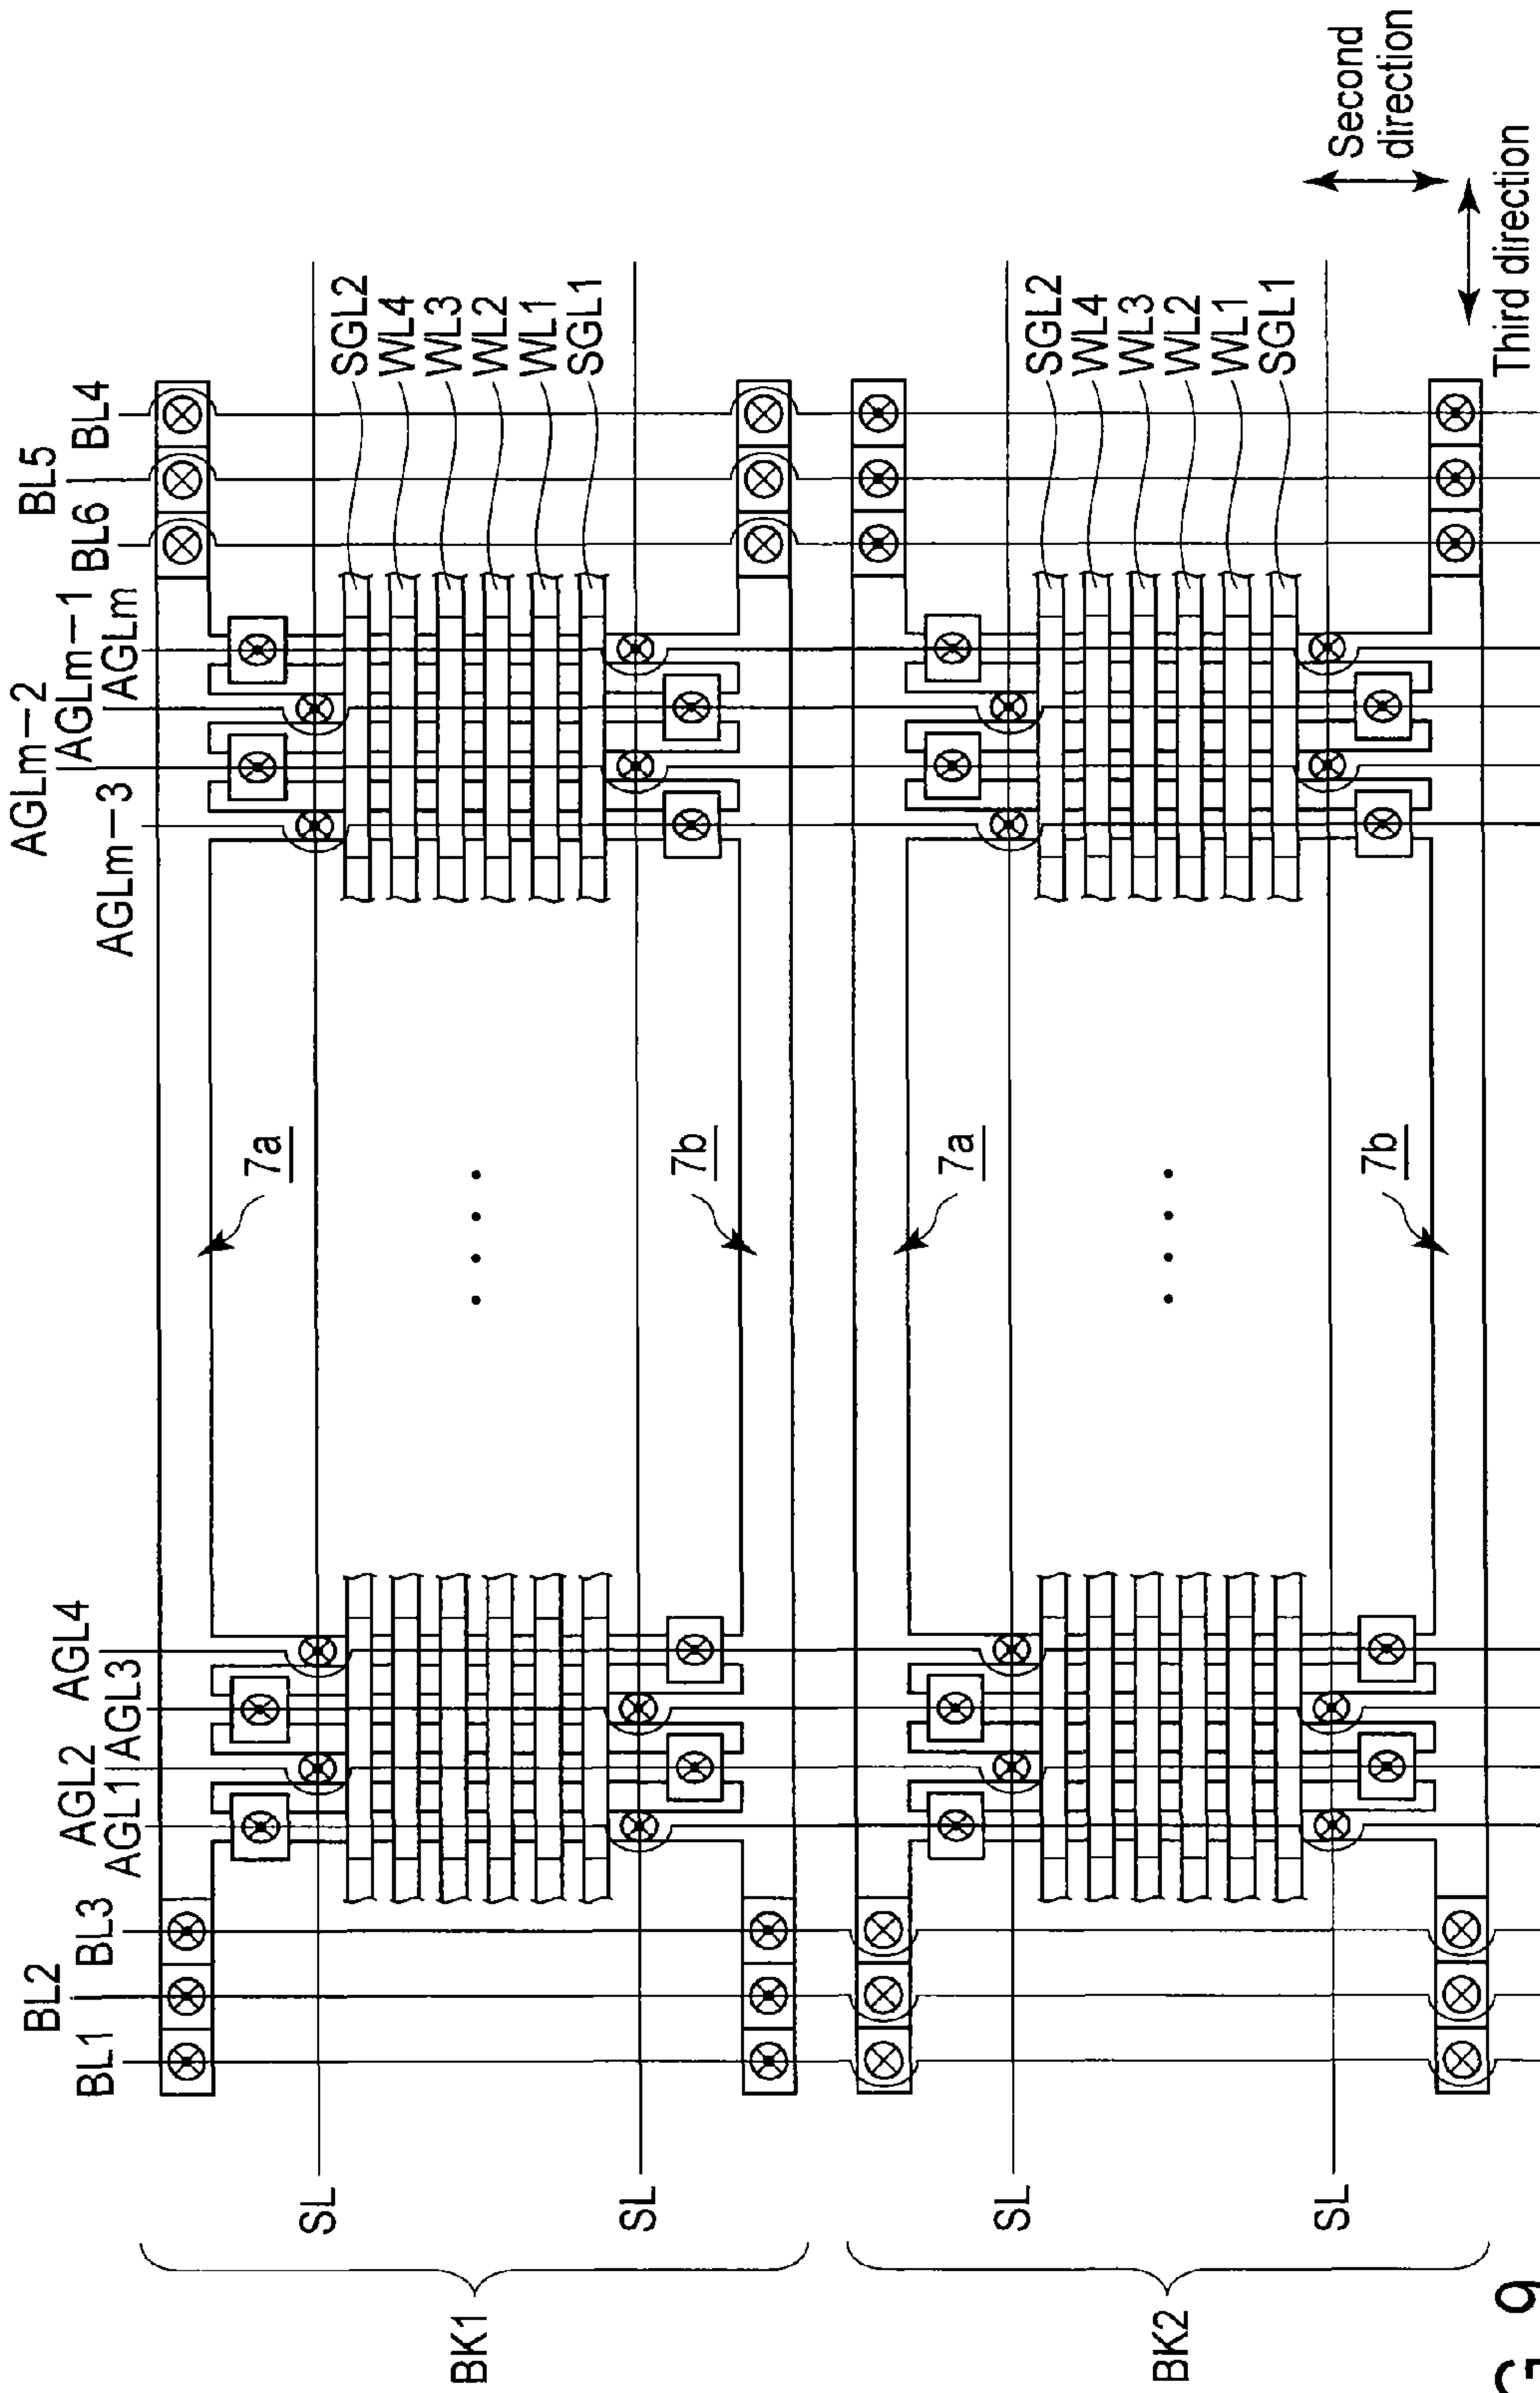 BL5
BL6
BL4
AGLm-2
AGLm-1
AGLm-3
AGLm
AGL2
AGL4
AGL1
AGL3
BL2
BL1
BL3
SGL2
WL4
WL3
WL2
WL1
SGL1
7a
7b
SL
SL
BK1
SGL2
WL4
WL3
WL2
WL1
SGL1
7a
7b
SL
SL
BK2
Second
direction
Third direction
9